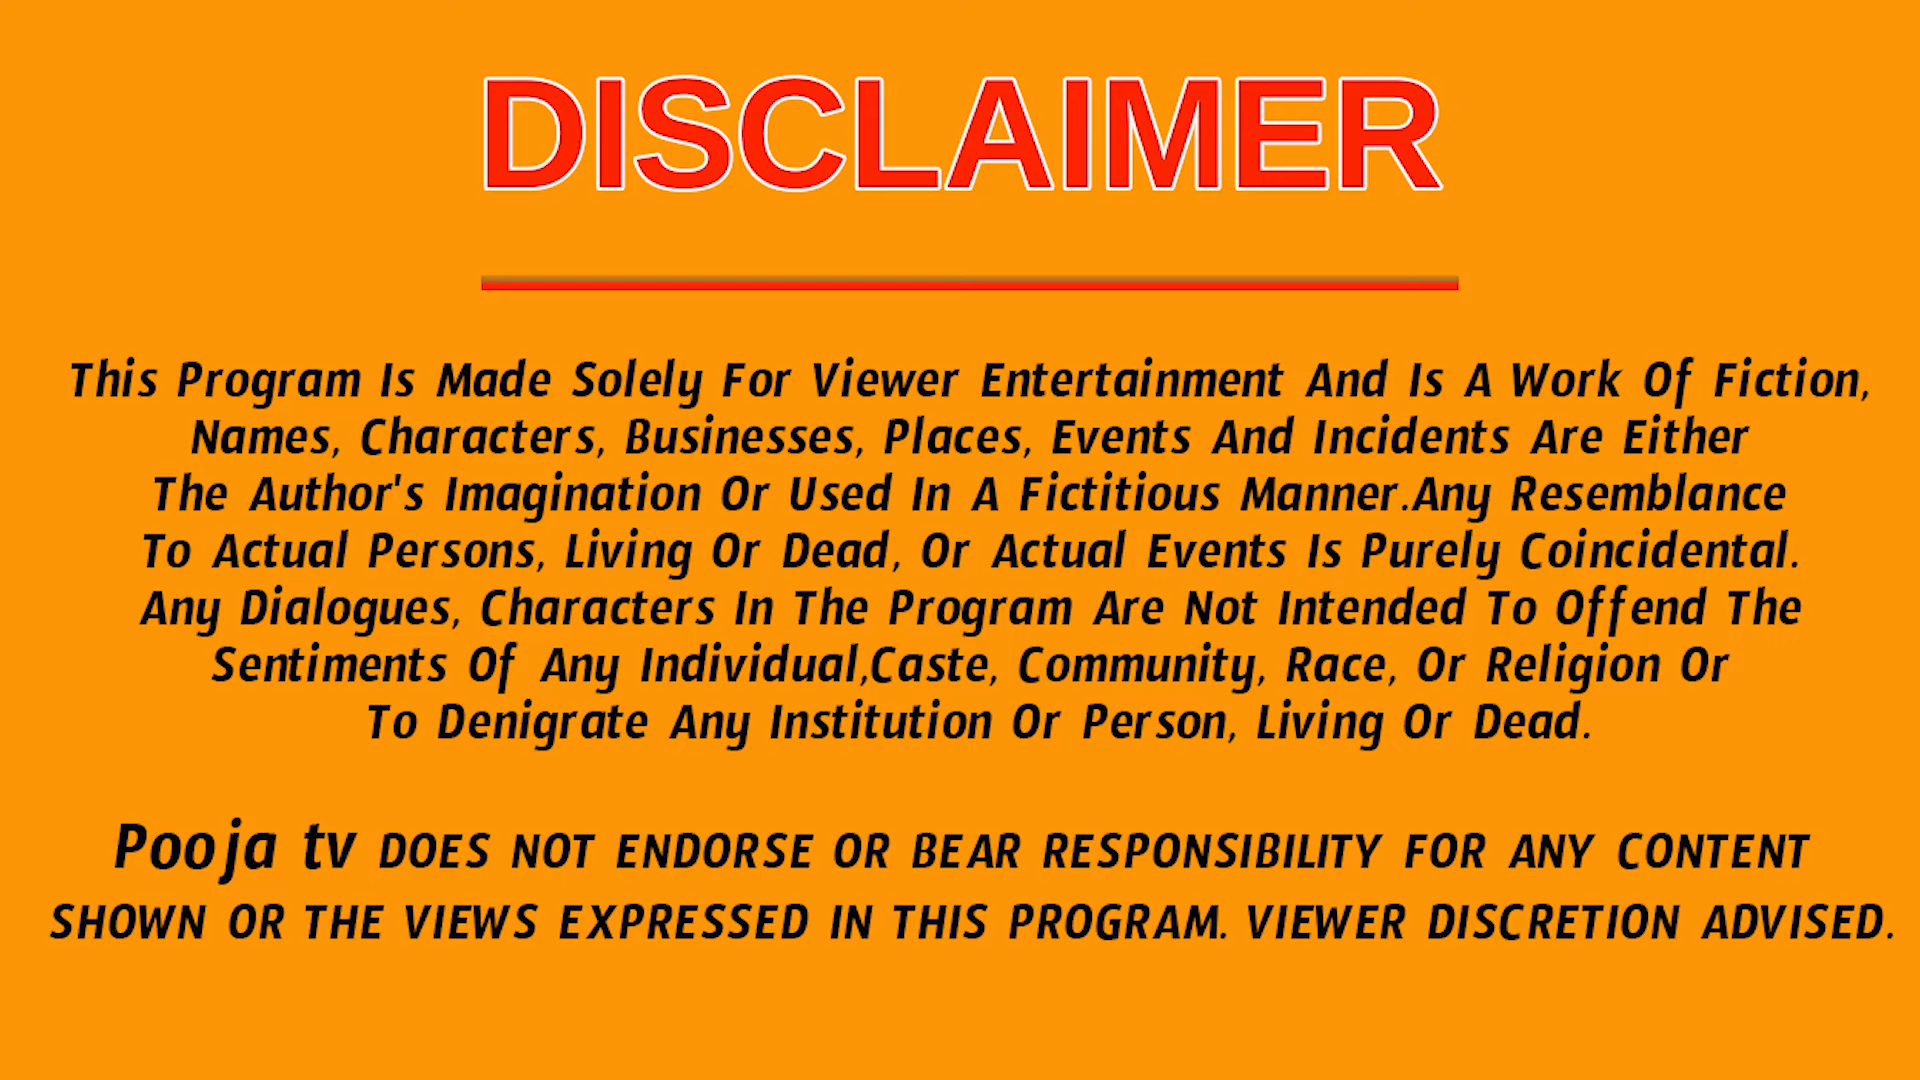 DISCLAIMER
This Program Is Made Solely For Viewer Entertainment And Is A Work Of Fiction,
Names, Characters, Businesses, Places, Events And Incidents Are Either
The Author's Imagination Or Used In A Fictitious Manner.Any Resemblance
To Actual Persons, Living Or Dead, Or Actual Events Is Purely Coincidental.
Any Dialogues, Characters In The Program Are Not Intended To Offend The
Sentiments Of Any Individual,Caste, Community, Race, Or Religion Or
To Denigrate Any Institution Or Person, Living Or Dead.
Pooja tv DOES NOT ENDORSE OR BEAR RESPONSIBILITY FOR ANY CONTENT
SHOWN OR THE VIEWS EXPRESSED IN THIS PROGRAM. VIEWER DISCRETION ADVISED.